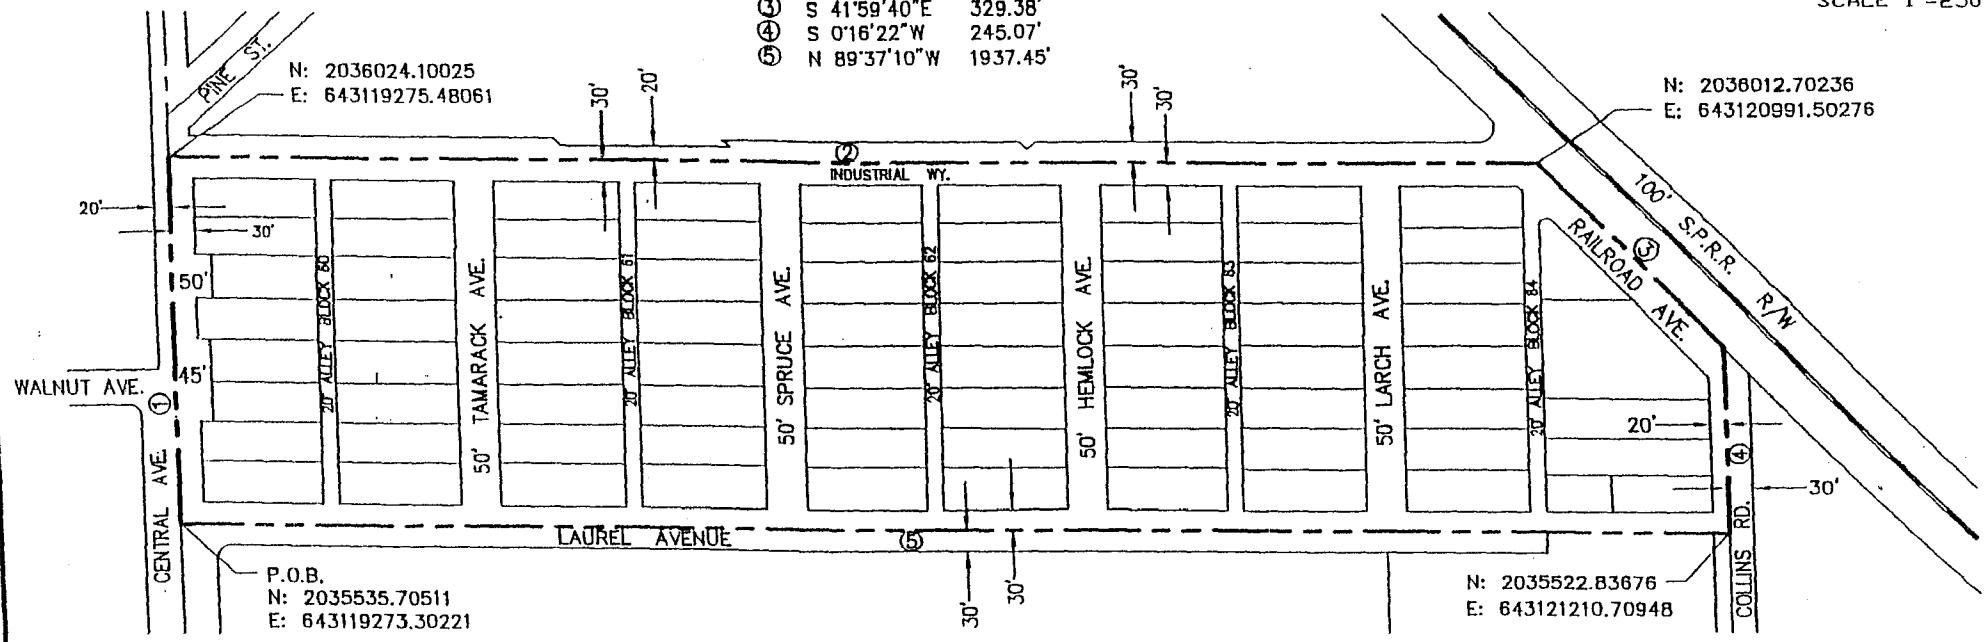 ③ S 41°59'40"E 329.38'
④ S 0°16'22"W 245.07'
⑤ N 89°37'10"W 1937.45'
PINE ST.
N: 2036024.10025
E: 643119275.48061
30'
20'
30'
30'
N: 2036012.70236
E: 643120991.50276
②
INDUSTRIAL WY.
20'
30'
50'
45'
WALNUT AVE.
①
CENTRAL AVE.
20' ALLEY BLOCK 60
50' TAMARACK AVE.
20' ALLEY BLOCK 61
50' SPRUCE AVE.
20' ALLEY BLOCK 62
50' HEMLOCK AVE.
20' ALLEY BLOCK 63
50' LARCH AVE.
20' ALLEY BLOCK 64
RAILROAD AVE.
③
100' S.P.R.R. R/W
20'
④
30'
COLLINS RD.
LAUREL AVENUE
⑤
30'
30'
P.O.B.
N: 2035535.70511
E: 643119273.30221
N: 2035522.83676
E: 643121210.70948